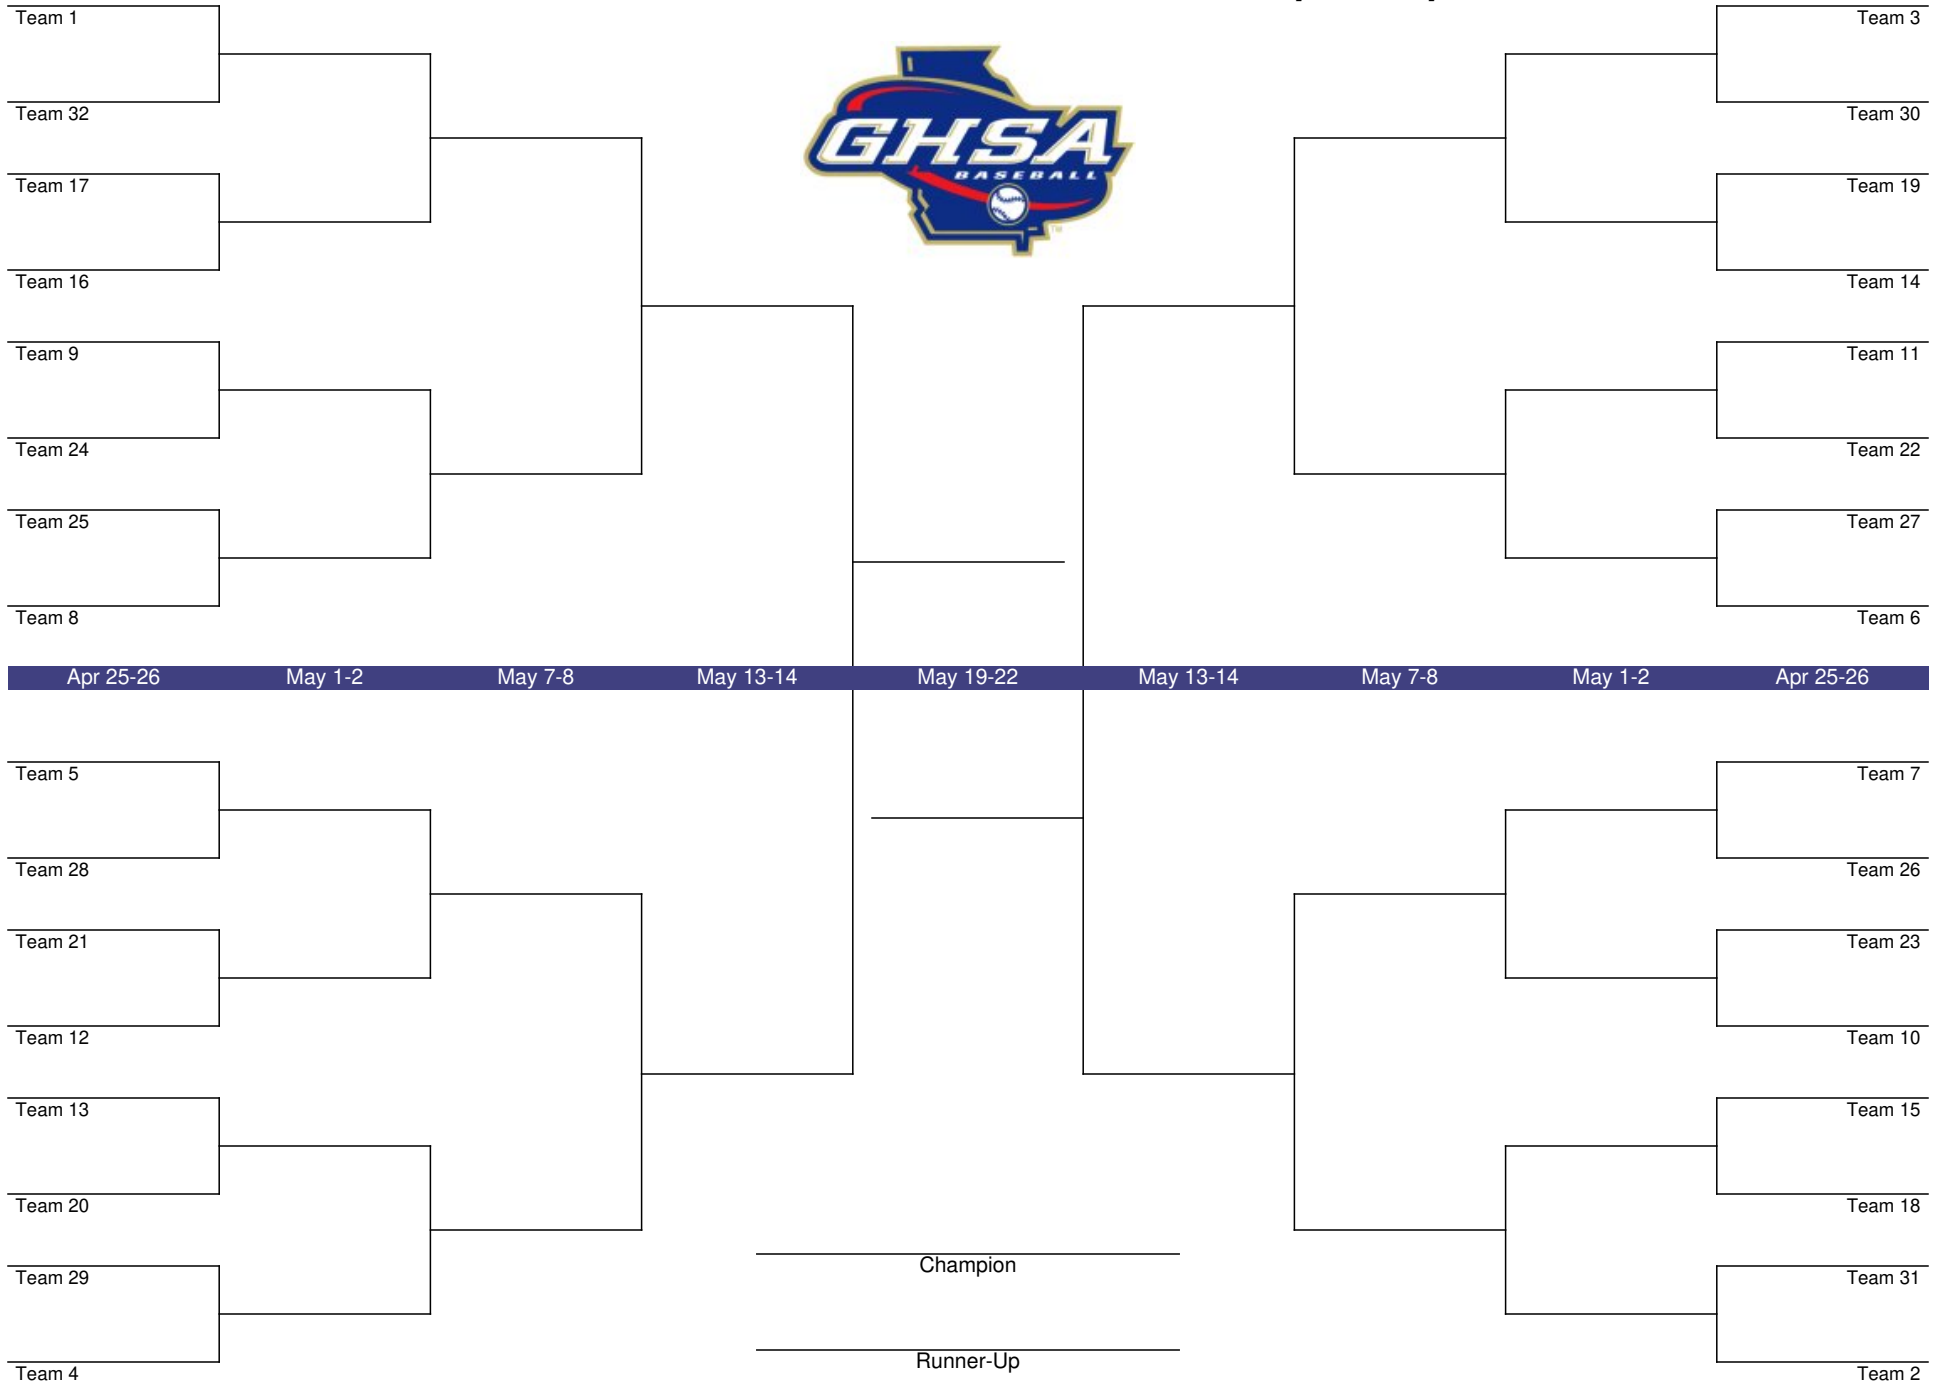 Team 1
Team 32
Team 17
Team 16
Team 9
Team 24
Team 25
Team 8
GHSA
BASEBALL
TM
Team 3
Team 30
Team 19
Team 14
Team 11
Team 22
Team 27
Team 6
Apr 25-26 May 1-2 May 7-8 May 13-14 May 19-22 May 13-14 May 7-8 May 1-2 Apr 25-26
Team 5
Team 28
Team 21
Team 12
Team 13
Team 20
Team 29
Team 4
Champion
Runner-Up
Team 7
Team 26
Team 23
Team 10
Team 15
Team 18
Team 31
Team 2